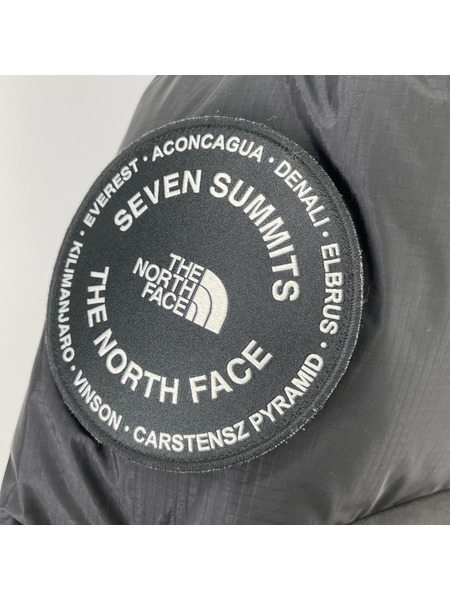 EVEREST · ACONCAGUA · DENALI · ELBRUS · CARSTENSZ PYRAMID · VINSON · KILIMANJARO ·
SEVEN SUMMITS
THE NORTH FACE
THE
NORTH
FACE